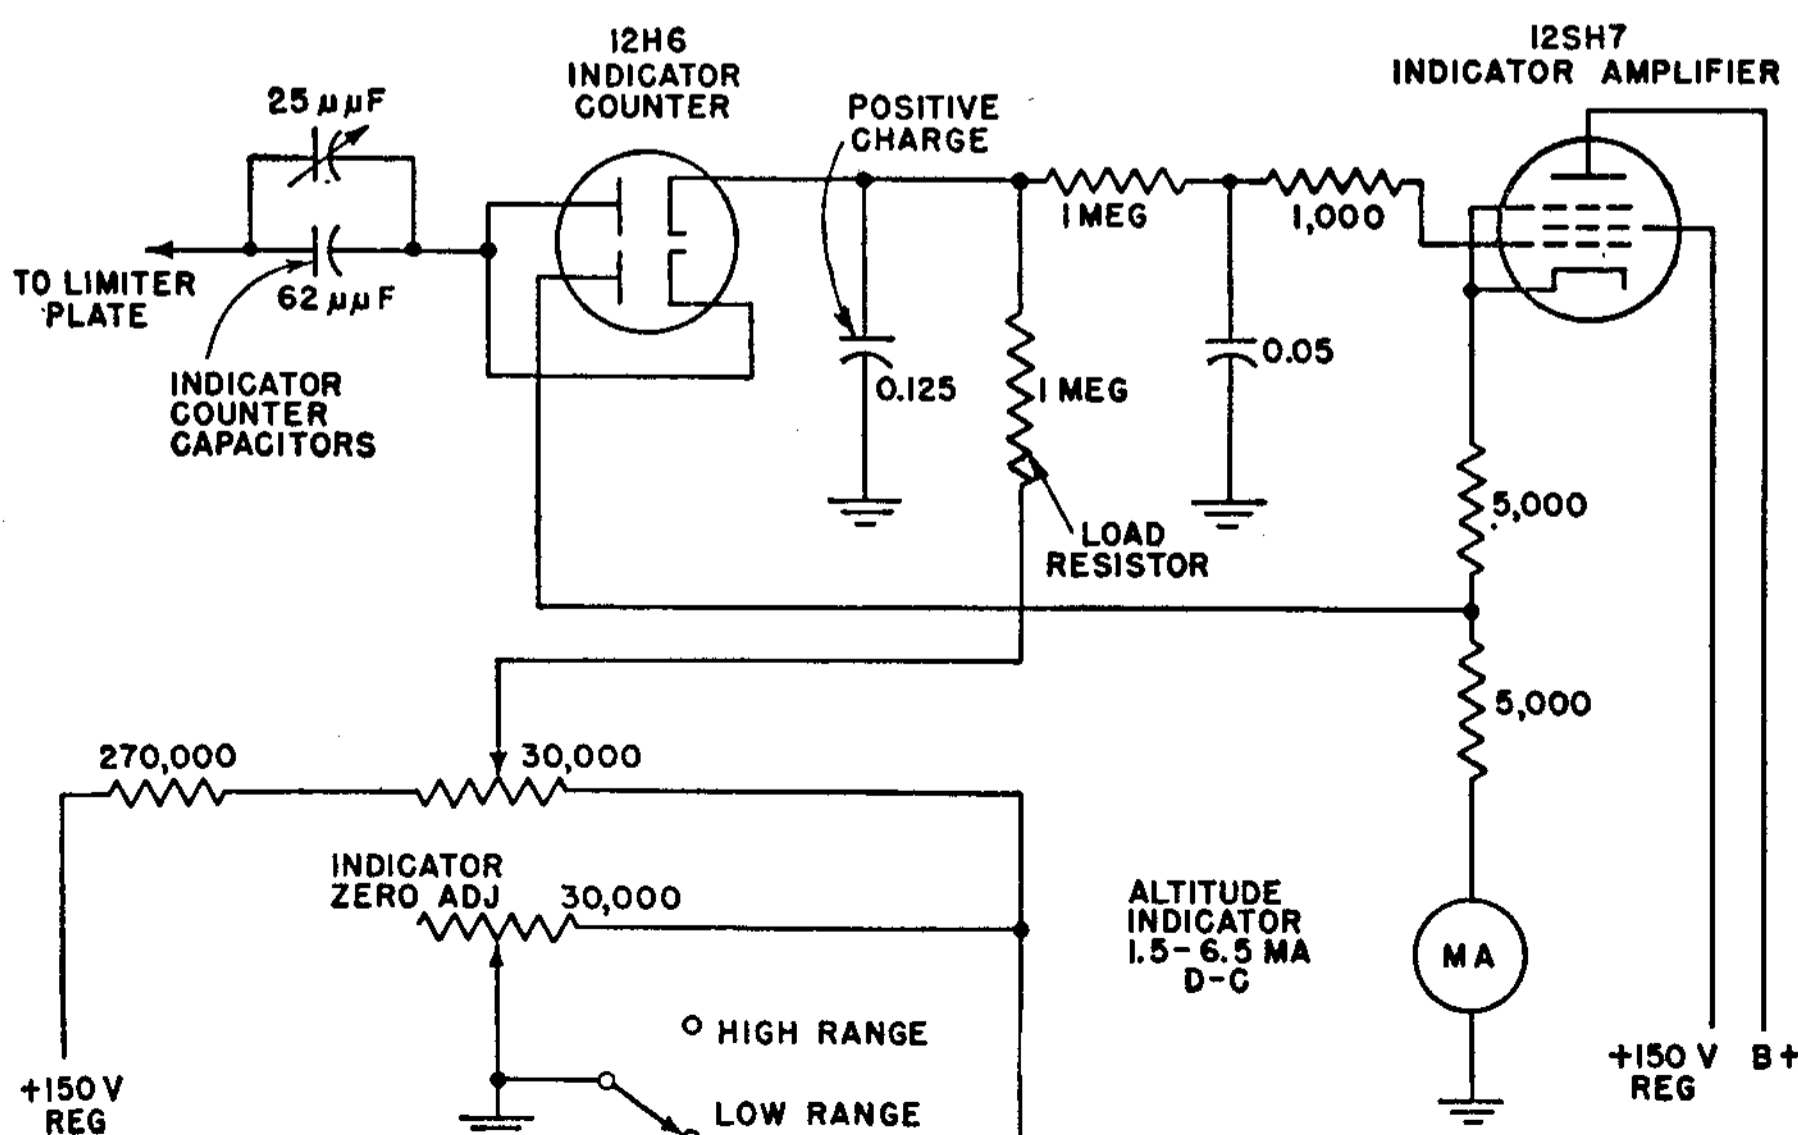 12H6
INDICATOR
COUNTER
12SH7
INDICATOR AMPLIFIER
25 µµF
POSITIVE
CHARGE
1 MEG
1,000
TO LIMITER
PLATE
62 µµF
INDICATOR
COUNTER
CAPACITORS
0.125
1 MEG
0.05
LOAD
RESISTOR
5,000
5,000
270,000
30,000
INDICATOR
ZERO ADJ
30,000
ALTITUDE
INDICATOR
1.5-6.5 MA
D-C
MA
HIGH RANGE
LOW RANGE
+150 V
REG
+150 V
REG
B+